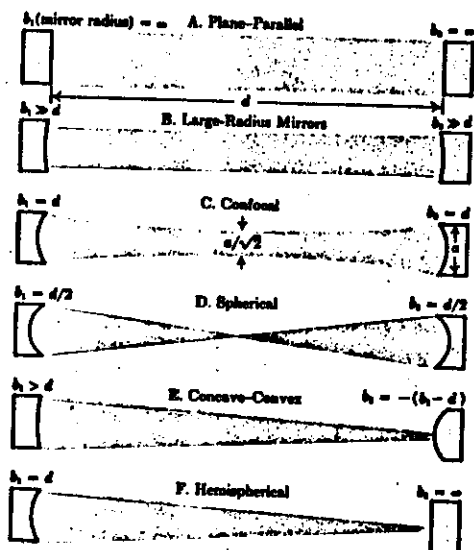 b₁(mirror radius) = ∞ A. Plane-Parallel b₂ = ∞
d
b₁ ≫ d B. Large-Radius Mirrors b₂ ≫ d
b₁ = d C. Confocal b₂ = d
a/√2 a
b₁ = d/2 D. Spherical b₂ = d/2
b₁ > d E. Concave-Convex b₂ = -(b₁-d)
b₁ = d F. Hemispherical b₂ = ∞